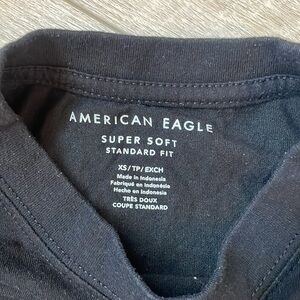 AMERICAN EAGLE
SUPER SOFT
STANDARD FIT
XS/TP/EXCH
Made in Indonesia
Fabriqué en Indonésie
Hecho en Indonesia
TRÈS DOUX
COUPE STANDARD